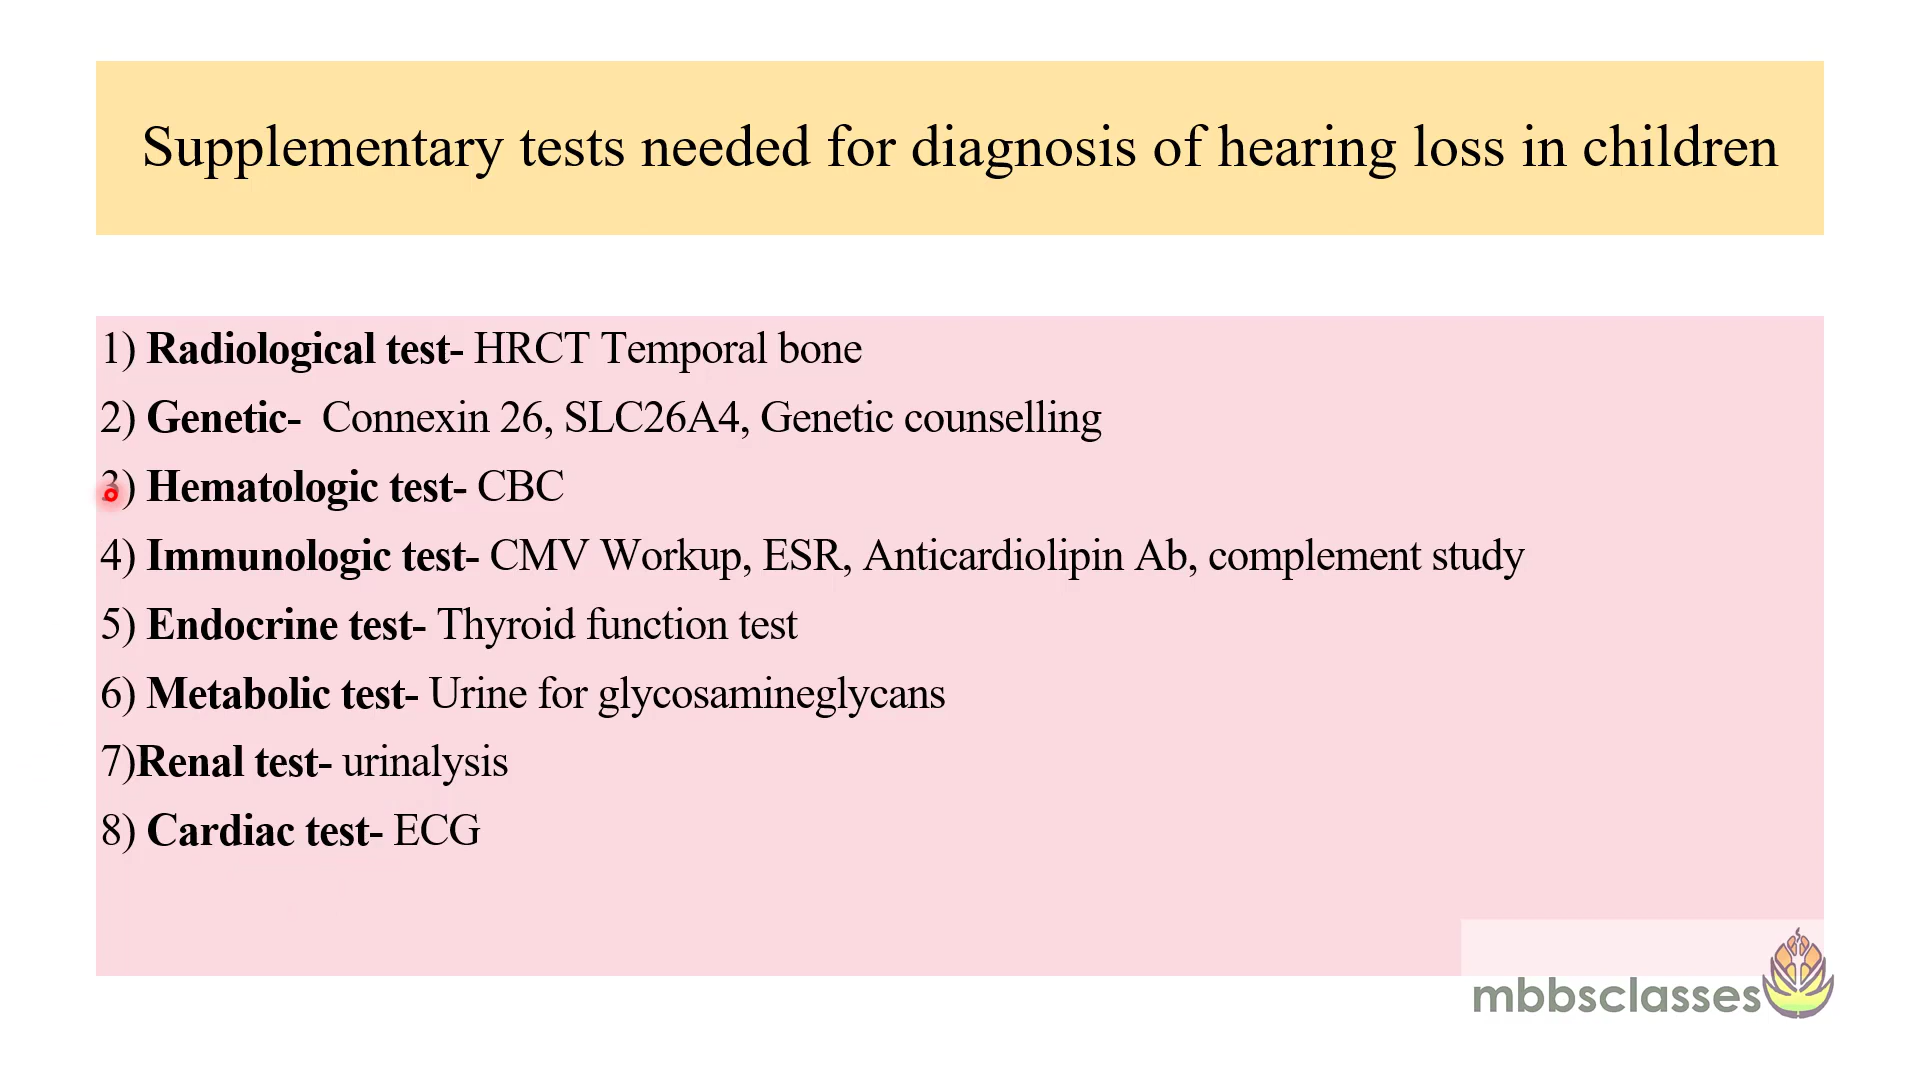 Supplementary tests needed for diagnosis of hearing loss in children
1) Radiological test- HRCT Temporal bone
2) Genetic- Connexin 26, SLC26A4, Genetic counselling
3) Hematologic test- CBC
4) Immunologic test- CMV Workup, ESR, Anticardiolipin Ab, complement study
5) Endocrine test- Thyroid function test
6) Metabolic test- Urine for glycosamineglycans
7)Renal test- urinalysis
8) Cardiac test- ECG
mbbsclasses